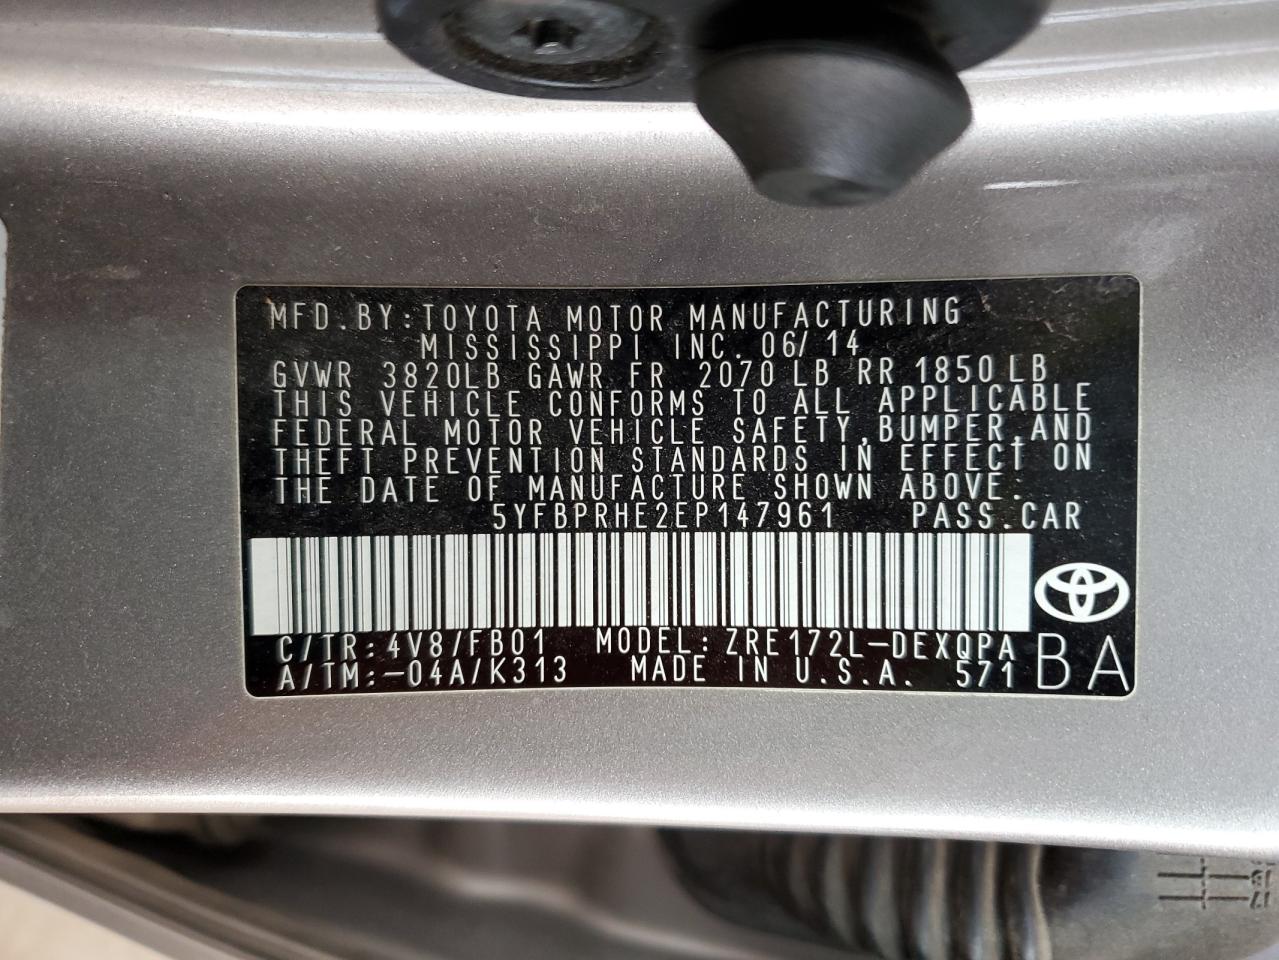 MFD.BY:TOYOTA MOTOR MANUFACTURING
MISSISSIPPI INC. 06/14
GVWR 3820LB GAWR FR 2070 LB RR 1850 LB
THIS VEHICLE CONFORMS TO ALL APPLICABLE
FEDERAL MOTOR VEHICLE SAFETY,BUMPER,AND
THEFT PREVENTION STANDARDS IN EFFECT ON
THE DATE OF MANUFACTURE SHOWN ABOVE.
5YFBPRHE2EP147961 PASS.CAR
C/TR:4V8/FB01 MODEL:ZRE172L-DEXQPA
A/TM:-04A/K313 MADE IN U.S.A. 571 BA